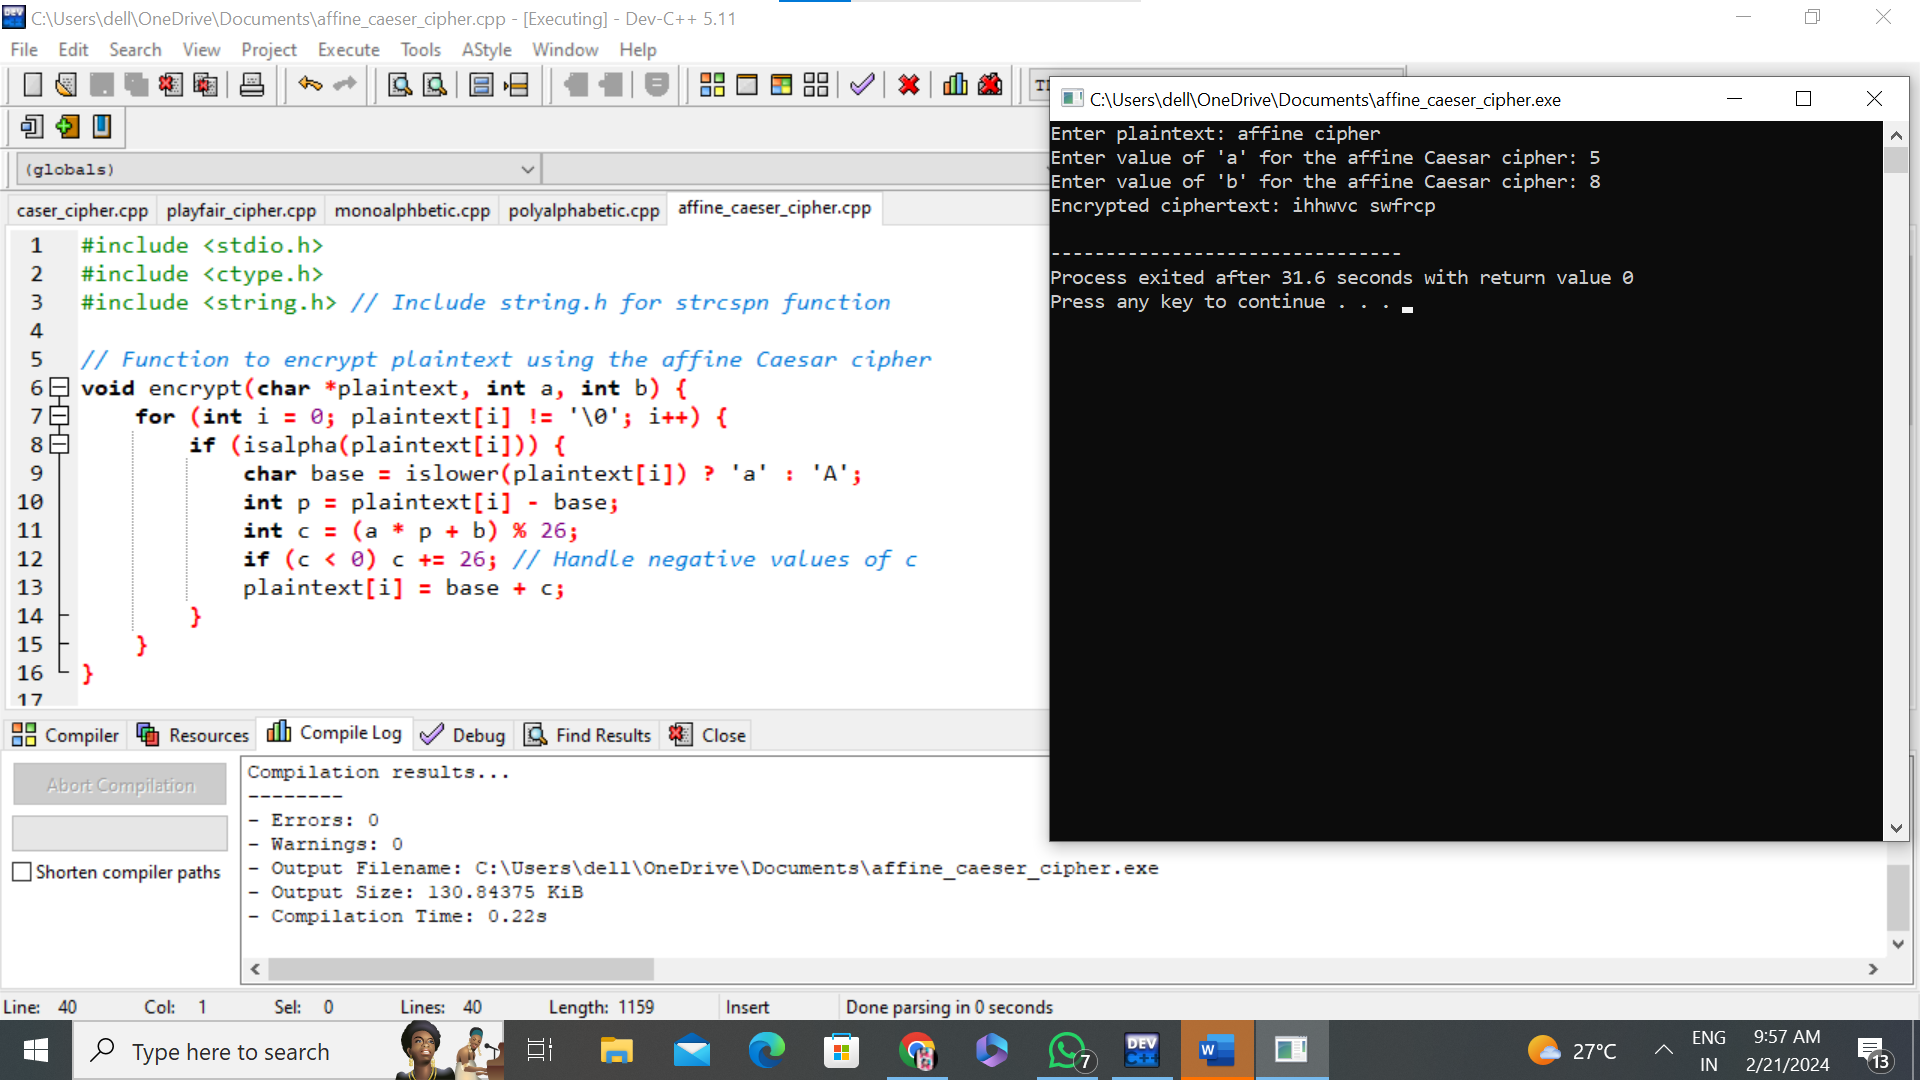 C:\Users\dell\OneDrive\Documents\affine_caeser_cipher.cpp - [Executing] - Dev-C++ 5.11
File Edit Search View Project Execute Tools AStyle Window Help
(globals)
caser_cipher.cpp playfair_cipher.cpp monoalphbetic.cpp polyalphabetic.cpp affine_caeser_cipher.cpp
1 #include <stdio.h>
2 #include <ctype.h>
3 #include <string.h> // Include string.h for strcspn function
4
5 // Function to encrypt plaintext using the affine Caesar cipher
6 void encrypt(char *plaintext, int a, int b) {
7 for (int i = 0; plaintext[i] != '\0'; i++) {
8 if (isalpha(plaintext[i])) {
9 char base = islower(plaintext[i]) ? 'a' : 'A';
10 int p = plaintext[i] - base;
11 int c = (a * p + b) % 26;
12 if (c < 0) c += 26; // Handle negative values of c
13 plaintext[i] = base + c;
14 }
15 }
16 }
17
C:\Users\dell\OneDrive\Documents\affine_caeser_cipher.exe
Enter plaintext: affine cipher
Enter value of 'a' for the affine Caesar cipher: 5
Enter value of 'b' for the affine Caesar cipher: 8
Encrypted ciphertext: ihhwvc swfrcp
--------------------------------
Process exited after 31.6 seconds with return value 0
Press any key to continue . . .
Compiler Resources Compile Log Debug Find Results Close
Abort Compilation
Shorten compiler paths
Compilation results...
--------
- Errors: 0
- Warnings: 0
- Output Filename: C:\Users\dell\OneDrive\Documents\affine_caeser_cipher.exe
- Output Size: 130.84375 KiB
- Compilation Time: 0.22s
Line: 40 Col: 1 Sel: 0 Lines: 40 Length: 1159 Insert Done parsing in 0 seconds
Type here to search
7
DEV
C++
W
27°C
ENG
IN
9:57 AM
2/21/2024
13